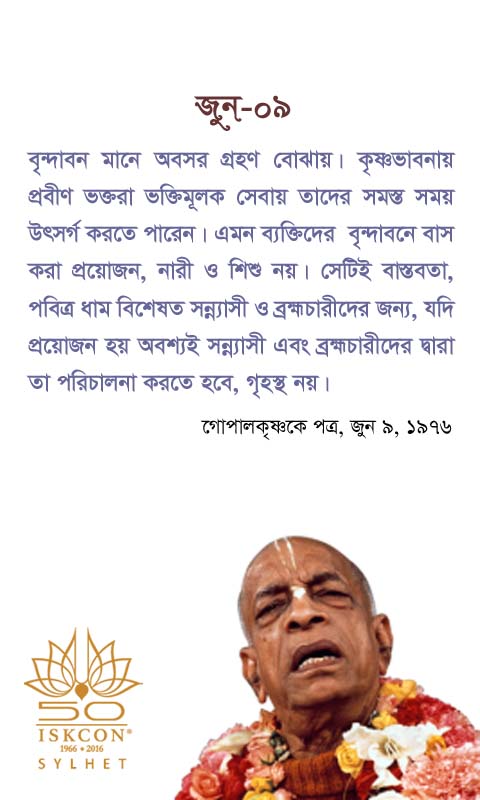 জুন্-০৯
বৃন্দাবন মানে অবসর গ্রহণ বোঝায়। কৃষ্ণভাবনায়
প্রবীণ ভক্তরা ভক্তিমূলক সেবায় তাদের সমস্ত সময়
উৎসর্গ করতে পারেন। এমন ব্যক্তিদের বৃন্দাবনে বাস
করা প্রয়োজন, নারী ও শিশু নয়। সেটিই বাস্তবতা,
পবিত্র ধাম বিশেষত সন্ন্যাসী ও ব্রহ্মচারীদের জন্য, যদি
প্রয়োজন হয় অবশ্যই সন্ন্যাসী এবং ব্রহ্মচারীদের দ্বারা
তা পরিচালনা করতে হবে, গৃহস্থ নয়।
গোপালকৃষ্ণকে পত্র, জুন ৯, ১৯৭৬
50
ISKCON®
1966 • 2016
SYLHET